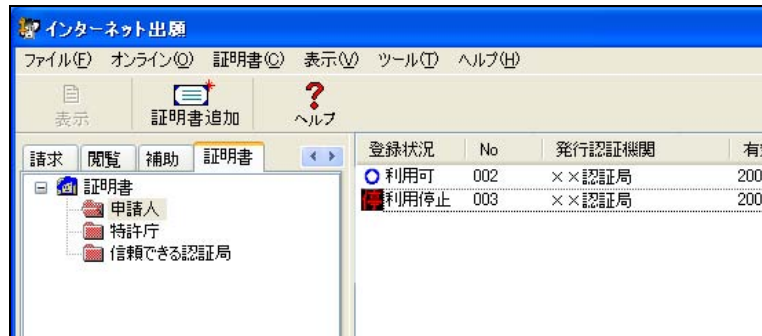 インターネット出願
ファイル(F) オンライン(O) 証明書(C) 表示(V) ツール(T) ヘルプ(H)
表示 証明書追加 ヘルプ
請求 閲覧 補助 証明書
登録状況 No 発行認証機関 有
利用可 002 ××認証局 200
停 利用停止 003 ××認証局 200
証明書
申請人
特許庁
信頼できる認証局